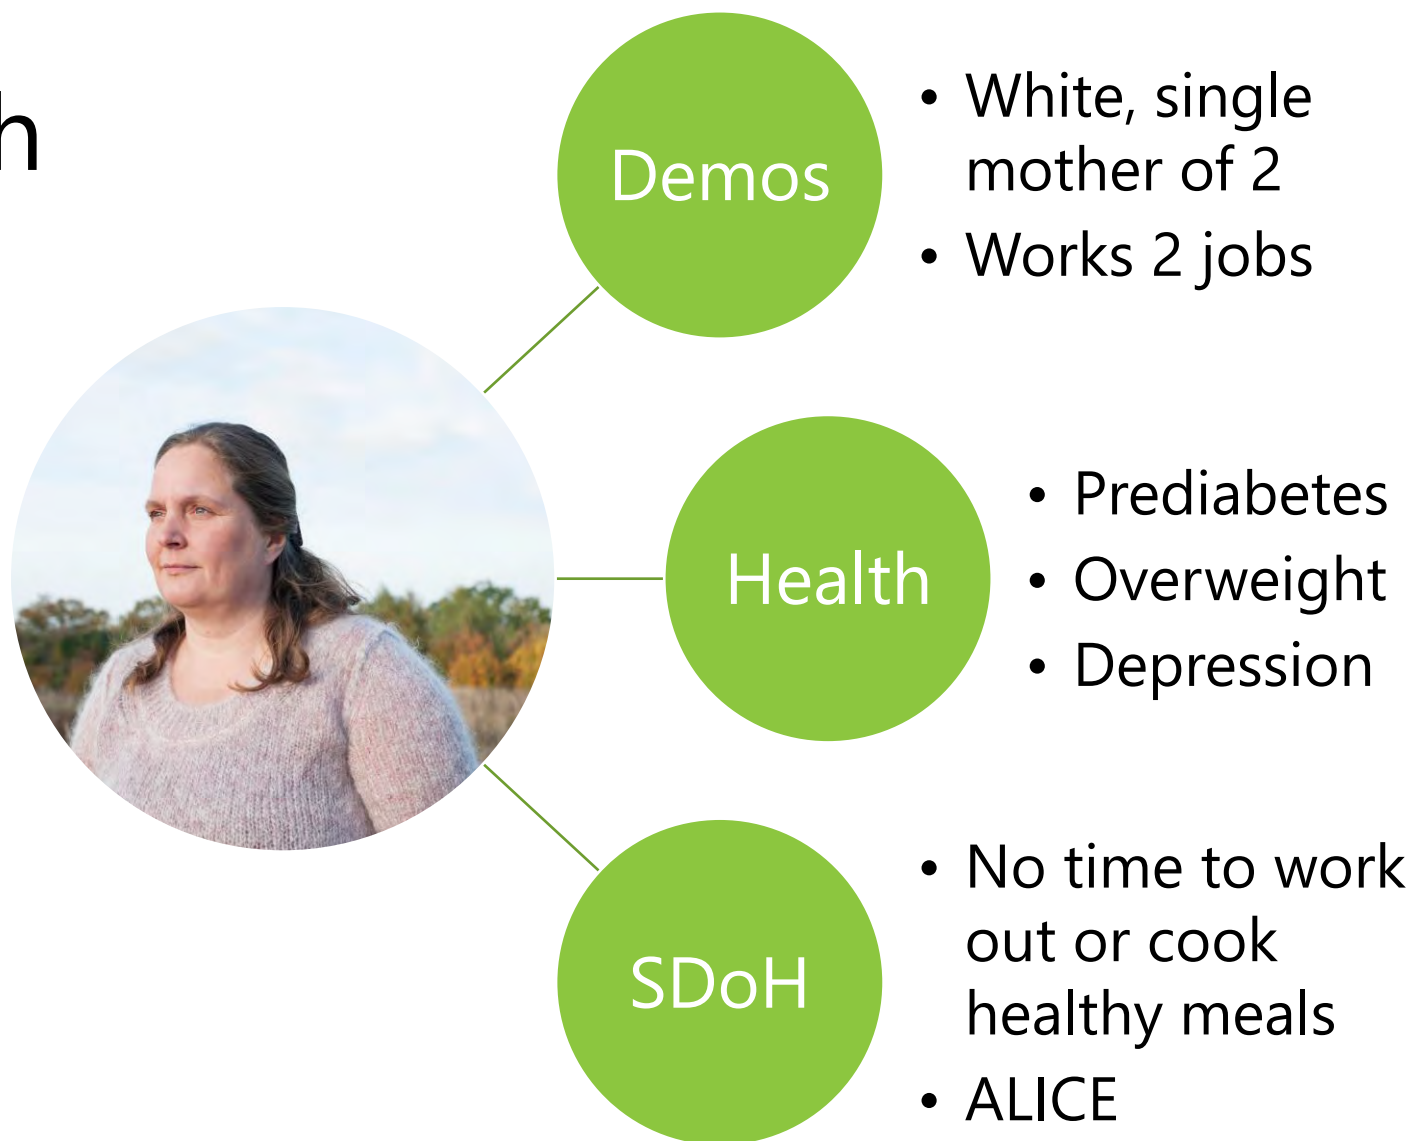 h
Demos
• White, single
mother of 2
• Works 2 jobs
Health
• Prediabetes
• Overweight
• Depression
SDoH
• No time to work
out or cook
healthy meals
• ALICE